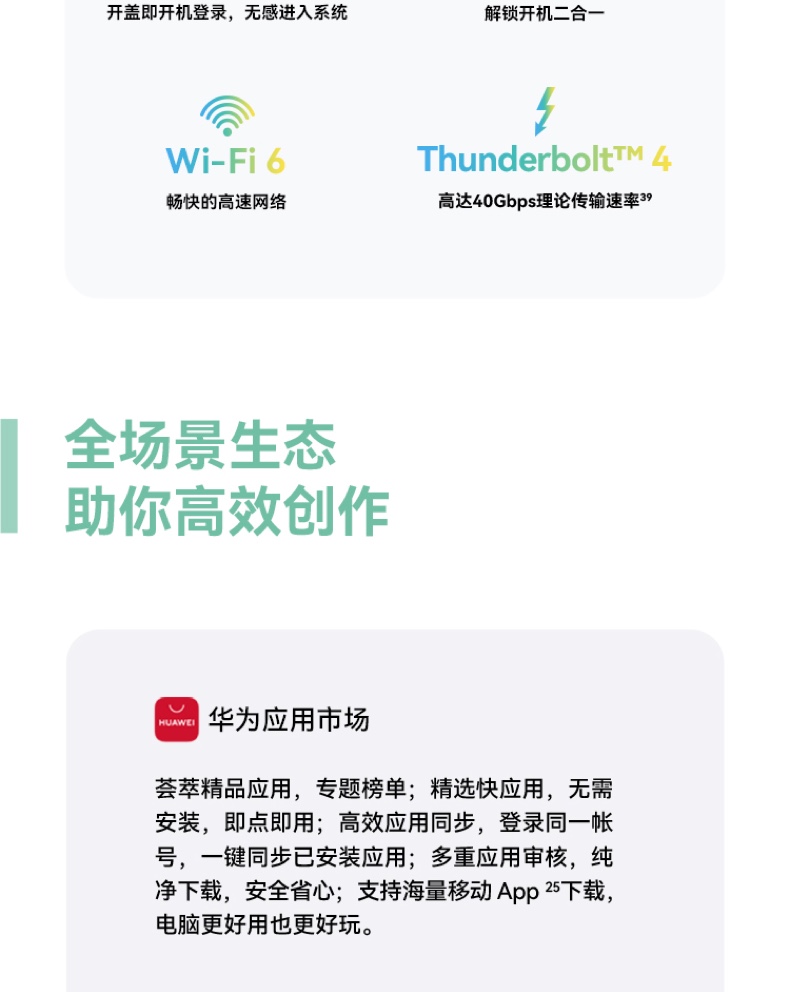 开盖即开机登录，无感进入系统
解锁开机二合一
Wi-Fi 6
Thunderbolt™ 4
畅快的高速网络
高达40Gbps理论传输速率³⁹
全场景生态
助你高效创作
HUAWEI
华为应用市场
荟萃精品应用，专题榜单；精选快应用，无需
安装，即点即用；高效应用同步，登录同一帐
号，一键同步已安装应用；多重应用审核，纯
净下载，安全省心；支持海量移动 App ²⁵下载，
电脑更好用也更好玩。